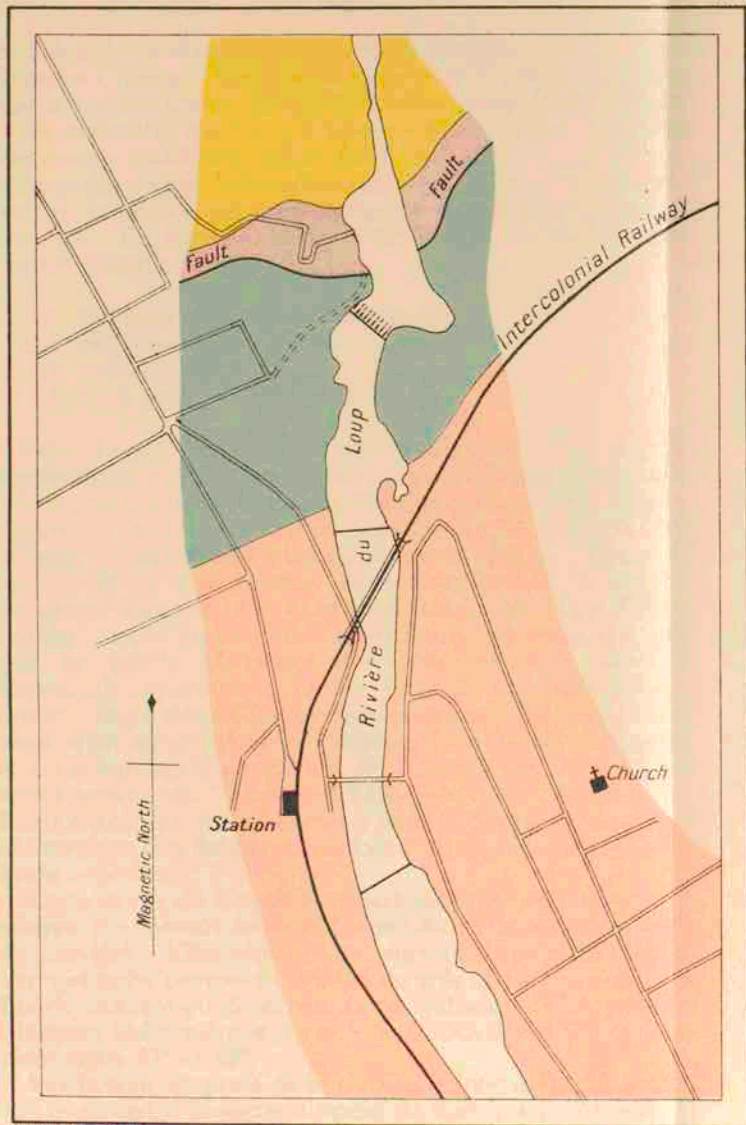 Fault
Fault
Intercolonial Railway
Rivière du Loup
Church
Station
Magnetic North